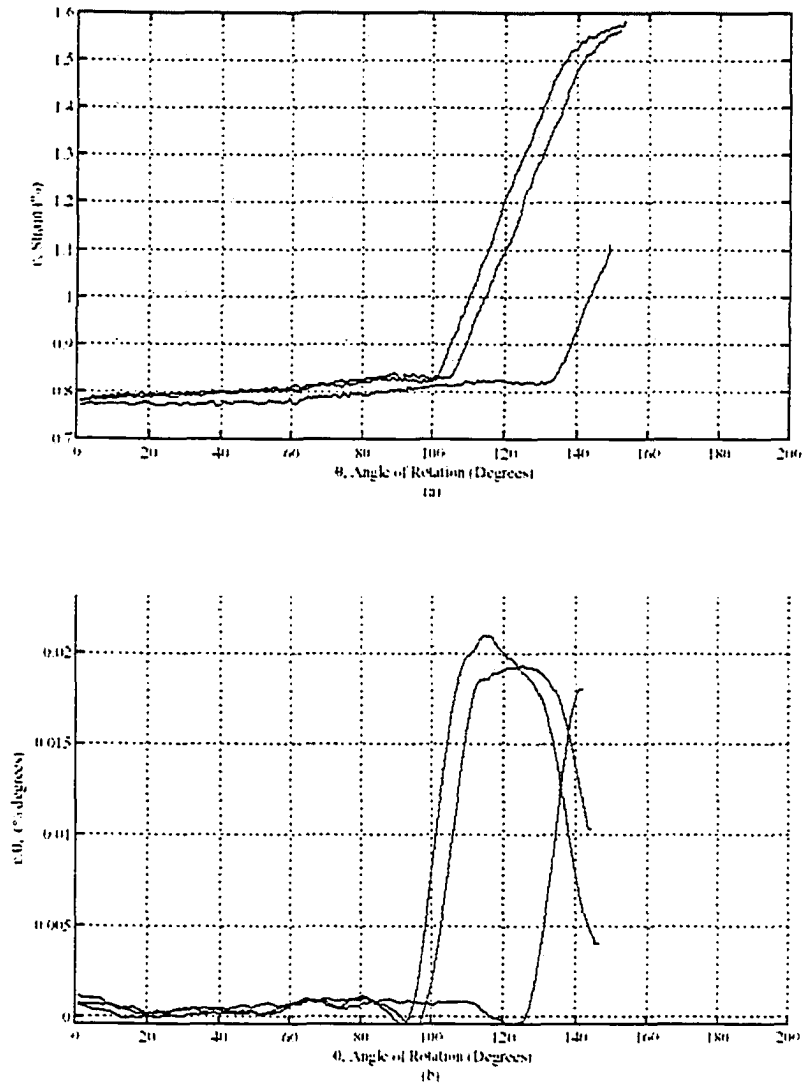 1.6
1.5
1.4
1.3
1.2
1.1
1
0.9
0.8
0.7
ε, Strain (%)
0 20 40 60 80 100 120 140 160 180 200
θ, Angle of Rotation (Degrees)
(a)
0.02
0.015
0.01
0.005
0
(%/degrees)
0 20 40 60 80 100 120 140 160 180 200
θ, Angle of Rotation (Degrees)
(b)